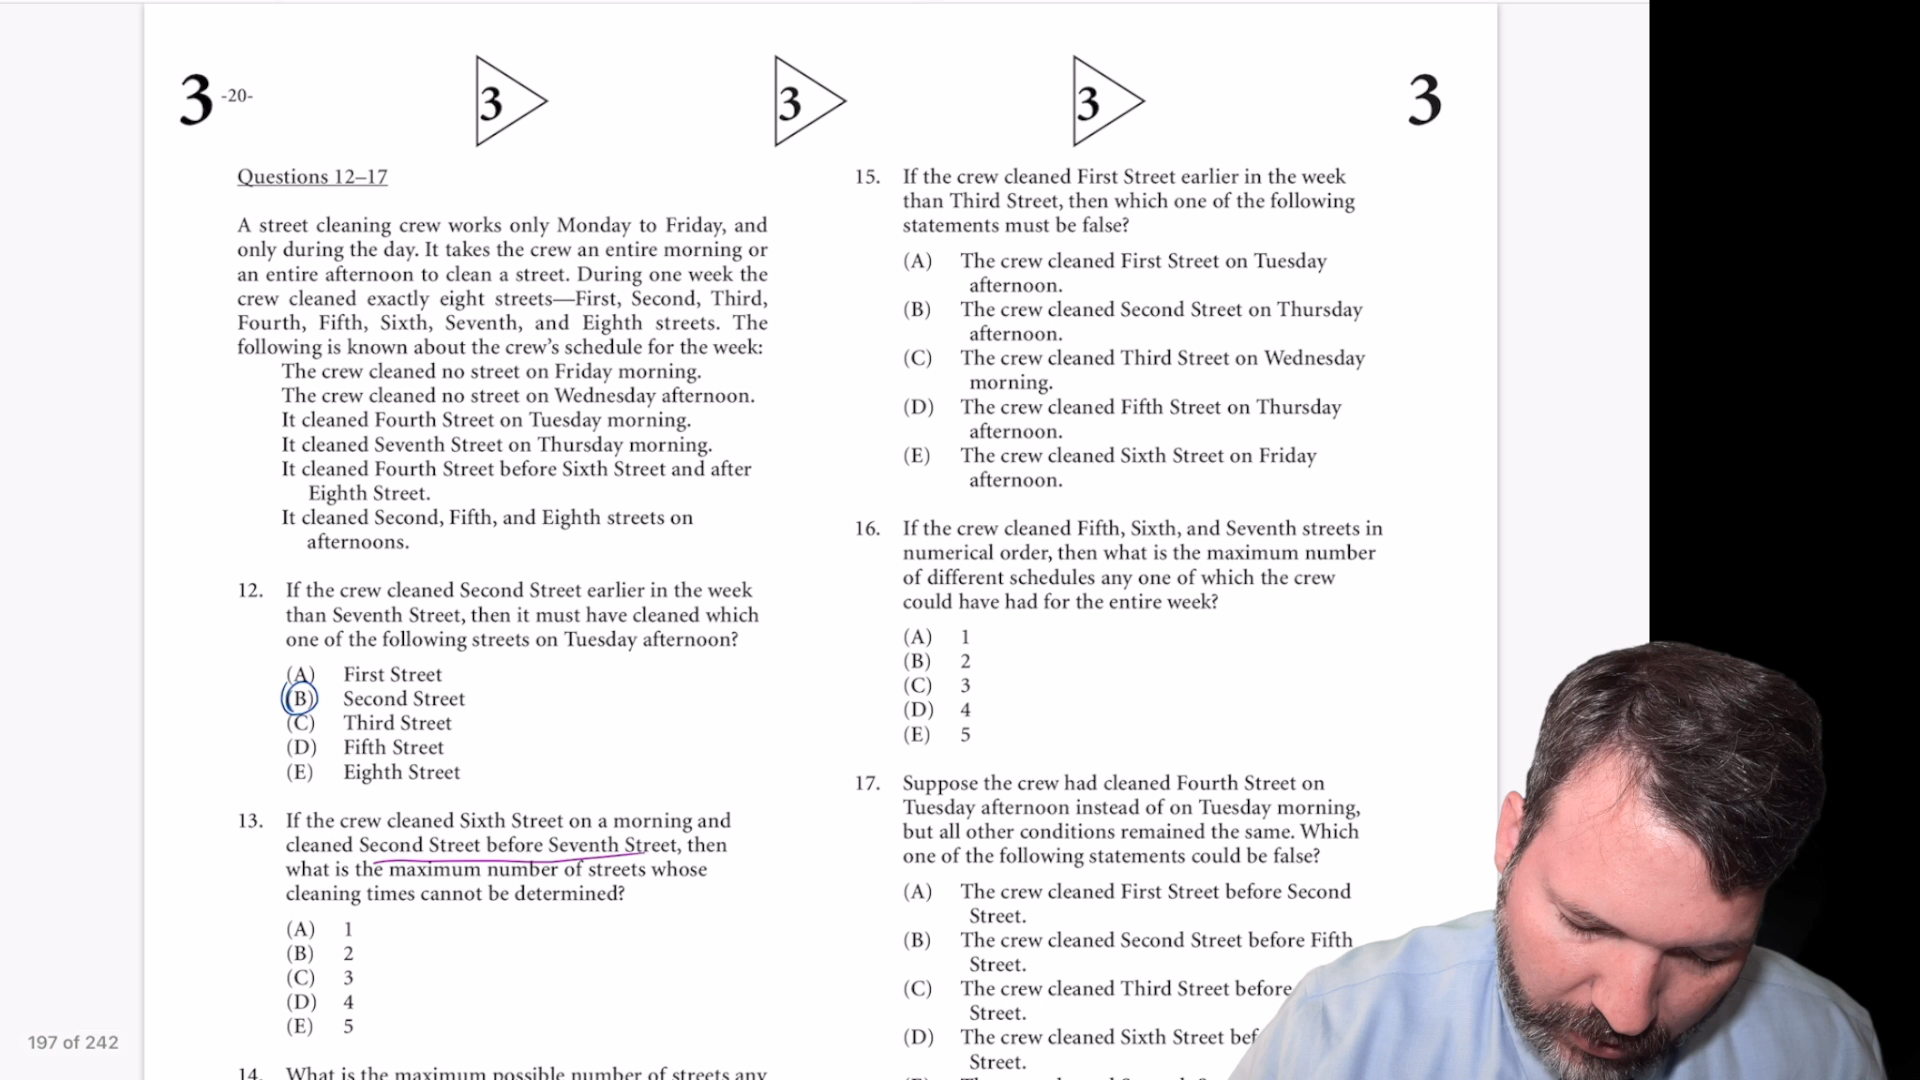 3 -20- 3 3 3 3
Questions 12–17
A street cleaning crew works only Monday to Friday, and
only during the day. It takes the crew an entire morning or
an entire afternoon to clean a street. During one week the
crew cleaned exactly eight streets—First, Second, Third,
Fourth, Fifth, Sixth, Seventh, and Eighth streets. The
following is known about the crew's schedule for the week:
The crew cleaned no street on Friday morning.
The crew cleaned no street on Wednesday afternoon.
It cleaned Fourth Street on Tuesday morning.
It cleaned Seventh Street on Thursday morning.
It cleaned Fourth Street before Sixth Street and after
Eighth Street.
It cleaned Second, Fifth, and Eighth streets on
afternoons.
12. If the crew cleaned Second Street earlier in the week
than Seventh Street, then it must have cleaned which
one of the following streets on Tuesday afternoon?
(A) First Street
(B) Second Street
(C) Third Street
(D) Fifth Street
(E) Eighth Street
13. If the crew cleaned Sixth Street on a morning and
cleaned Second Street before Seventh Street, then
what is the maximum number of streets whose
cleaning times cannot be determined?
(A) 1
(B) 2
(C) 3
(D) 4
(E) 5
14. What is the maximum possible number of streets any
15. If the crew cleaned First Street earlier in the week
than Third Street, then which one of the following
statements must be false?
(A) The crew cleaned First Street on Tuesday
afternoon.
(B) The crew cleaned Second Street on Thursday
afternoon.
(C) The crew cleaned Third Street on Wednesday
morning.
(D) The crew cleaned Fifth Street on Thursday
afternoon.
(E) The crew cleaned Sixth Street on Friday
afternoon.
16. If the crew cleaned Fifth, Sixth, and Seventh streets in
numerical order, then what is the maximum number
of different schedules any one of which the crew
could have had for the entire week?
(A) 1
(B) 2
(C) 3
(D) 4
(E) 5
17. Suppose the crew had cleaned Fourth Street on
Tuesday afternoon instead of on Tuesday morning,
but all other conditions remained the same. Which
one of the following statements could be false?
(A) The crew cleaned First Street before Second
Street.
(B) The crew cleaned Second Street before Fifth
Street.
(C) The crew cleaned Third Street before
Street.
(D) The crew cleaned Sixth Street bef
Street.
197 of 242